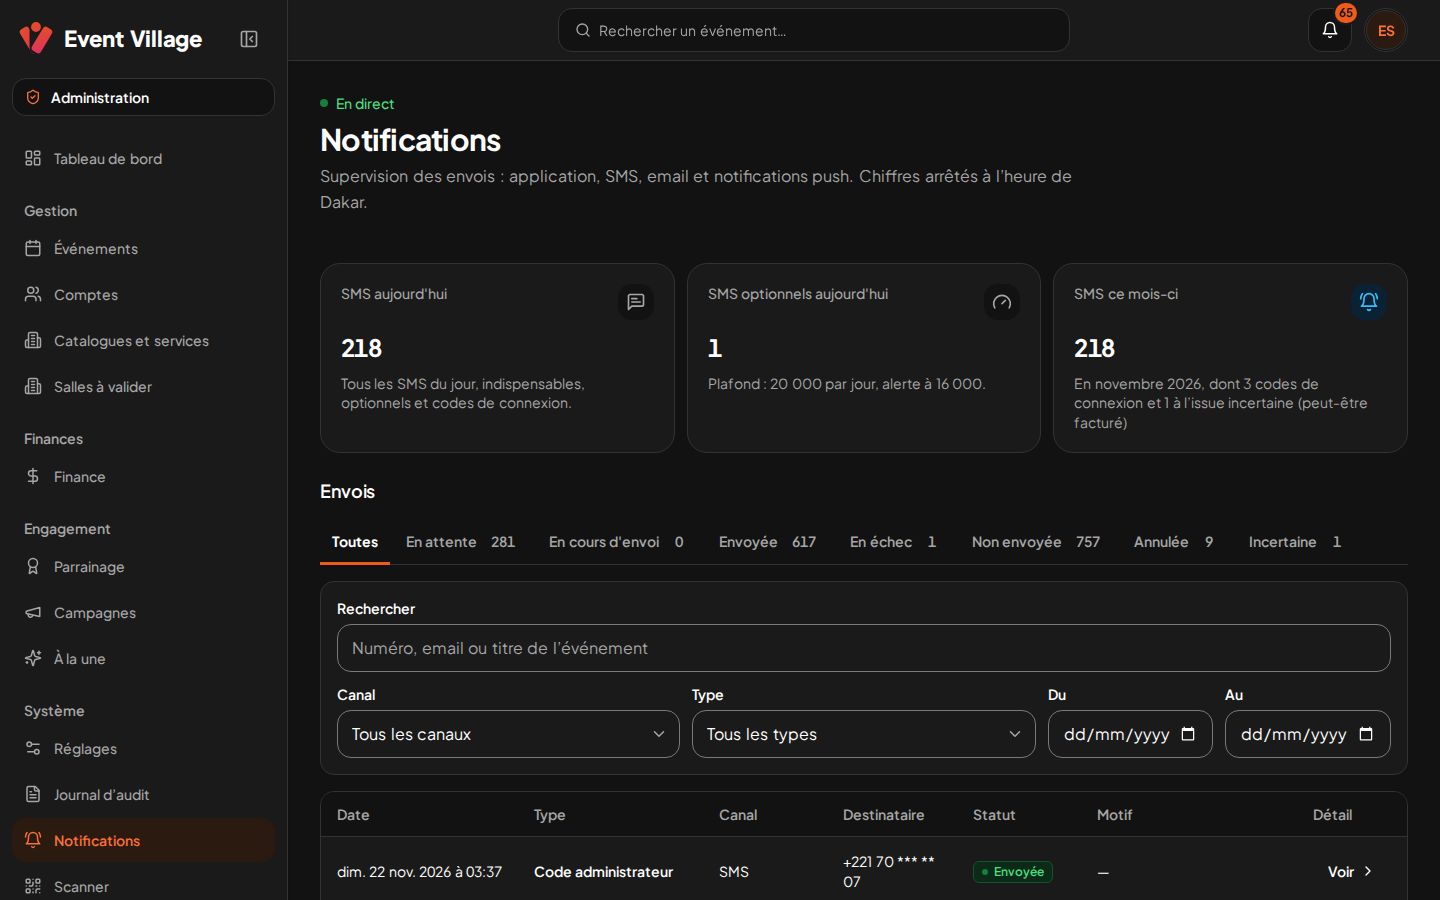 Event Village
Rechercher un événement...
65
ES
Administration
Tableau de bord
Gestion
Événements
Comptes
Catalogues et services
Salles à valider
Finances
Finance
Engagement
Parrainage
Campagnes
À la une
Système
Réglages
Journal d'audit
Notifications
Scanner
En direct
Notifications
Supervision des envois : application, SMS, email et notifications push. Chiffres arrêtés à l'heure de
Dakar.
SMS aujourd'hui
218
Tous les SMS du jour, indispensables,
optionnels et codes de connexion.
SMS optionnels aujourd'hui
1
Plafond : 20 000 par jour, alerte à 16 000.
SMS ce mois-ci
218
En novembre 2026, dont 3 codes de
connexion et 1 à l'issue incertaine (peut-être
facturé)
Envois
Toutes En attente 281 En cours d'envoi 0 Envoyée 617 En échec 1 Non envoyée 757 Annulée 9 Incertaine 1
Rechercher
Numéro, email ou titre de l'événement
Canal Type Du Au
Tous les canaux Tous les types dd/mm/yyyy dd/mm/yyyy
Date Type Canal Destinataire Statut Motif Détail
dim. 22 nov. 2026 à 03:37 Code administrateur SMS +221 70 *** ** 07 Envoyée — Voir